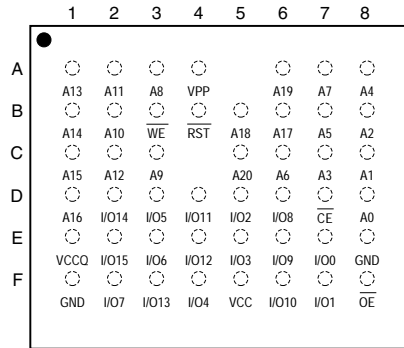 1 2 3 4 5 6 7 8
A
A13 A11 A8 VPP A19 A7 A4
B
A14 A10 WE RST A18 A17 A5 A2
C
A15 A12 A9 A20 A6 A3 A1
D
A16 I/O14 I/O5 I/O11 I/O2 I/O8 CE A0
E
VCCQ I/O15 I/O6 I/O12 I/O3 I/O9 I/O0 GND
F
GND I/O7 I/O13 I/O4 VCC I/O10 I/O1 OE